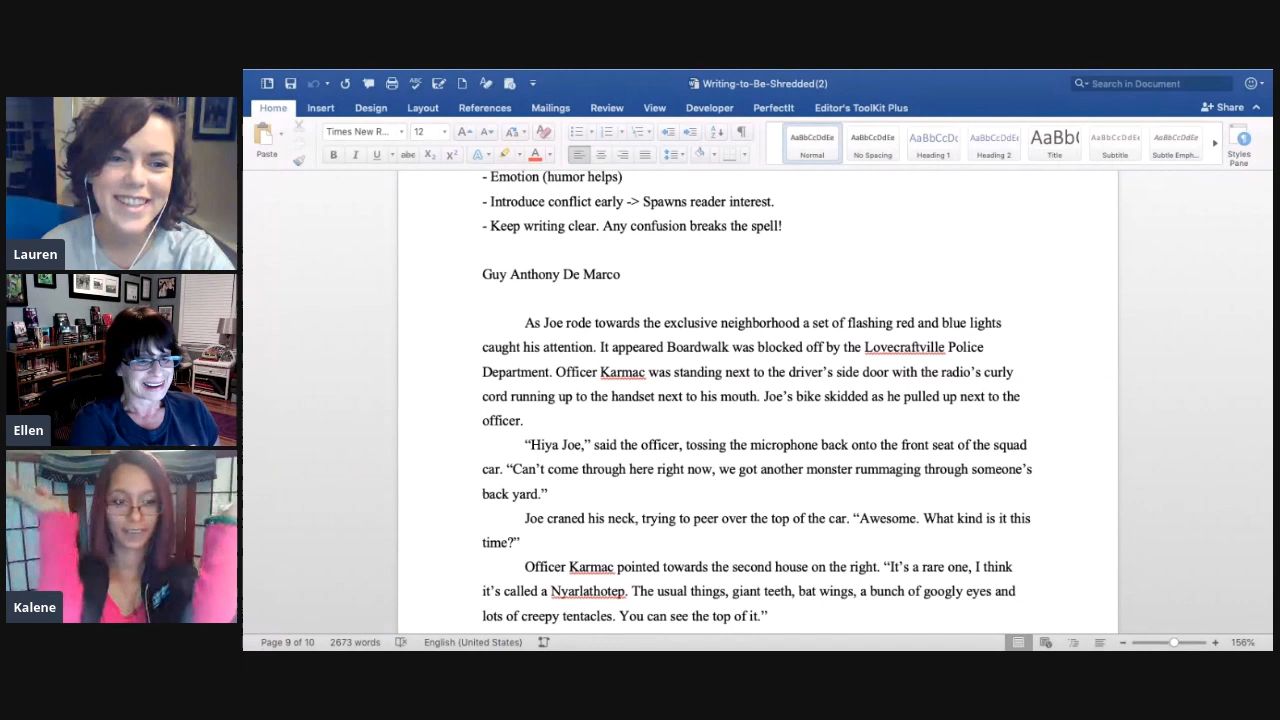 Writing-to-Be-Shredded(2)
Search in Document
Home Insert Design Layout References Mailings Review View Developer PerfectIt Editor's ToolKit Plus
Share
Paste
Times New R... 12
B I U abc X2 X2
AaBbCcDdEe AaBbCcDdEe AaBbCcDc AaBbCcDdEe AaBb( AaBbCcDdEe AaBbCcDdEe
Normal No Spacing Heading 1 Heading 2 Title Subtitle Subtle Emph...
Styles
Pane
- Emotion (humor helps)
- Introduce conflict early -> Spawns reader interest.
- Keep writing clear. Any confusion breaks the spell!
Guy Anthony De Marco
As Joe rode towards the exclusive neighborhood a set of flashing red and blue lights
caught his attention. It appeared Boardwalk was blocked off by the Lovecraftville Police
Department. Officer Karmac was standing next to the driver's side door with the radio's curly
cord running up to the handset next to his mouth. Joe's bike skidded as he pulled up next to the
officer.
“Hiya Joe,” said the officer, tossing the microphone back onto the front seat of the squad
car. “Can't come through here right now, we got another monster rummaging through someone's
back yard.”
Joe craned his neck, trying to peer over the top of the car. “Awesome. What kind is it this
time?”
Officer Karmac pointed towards the second house on the right. “It's a rare one, I think
it's called a Nyarlathotep. The usual things, giant teeth, bat wings, a bunch of googly eyes and
lots of creepy tentacles. You can see the top of it.”
Page 9 of 10 2673 words English (United States) 156%
Lauren
Ellen
Kalene